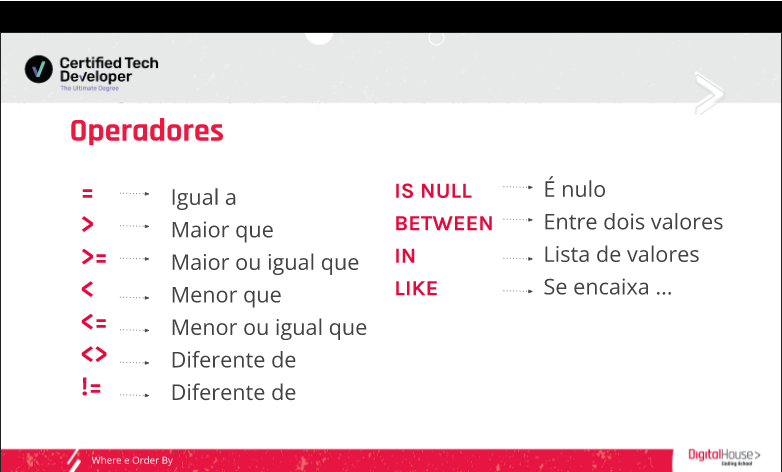 Certified Tech
Developer
The Ultimate Degree
Operadores
= Igual a
> Maior que
>= Maior ou igual que
< Menor que
<= Menor ou igual que
<> Diferente de
!= Diferente de
IS NULL É nulo
BETWEEN Entre dois valores
IN Lista de valores
LIKE Se encaixa ...
Where e Order By
DigitalHouse>
Coding School